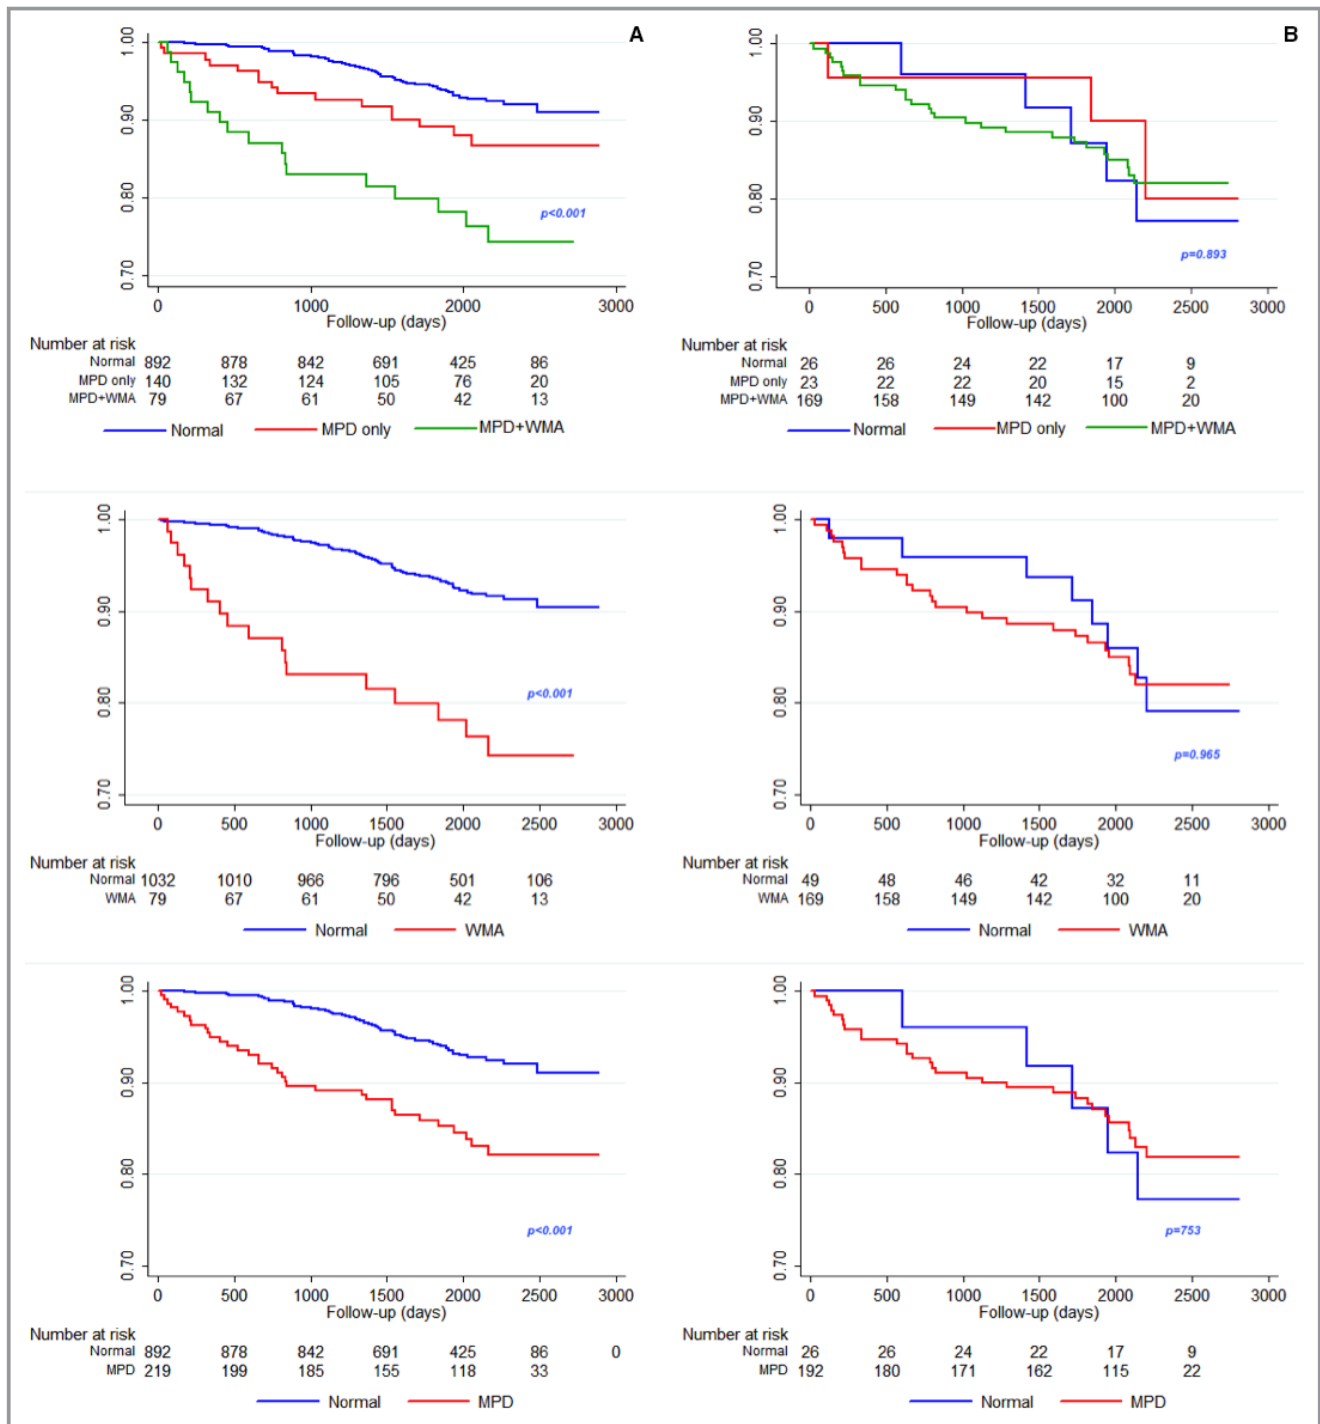 A
1.00
0.90
0.80
0.70
p<0.001
0 1000 1500 2000 3000
Follow-up (days)
Number at risk
Normal 892 878 842 691 425 86
MPD only 140 132 124 105 76 20
MPD+WMA 79 67 61 50 42 13
Normal MPD only MPD+WMA
B
1.00
0.90
0.80
0.70
p=0.893
0 500 1000 1500 2000 2500 3000
Follow-up (days)
Number at risk
Normal 26 26 24 22 17 9
MPD only 23 22 22 20 15 2
MPD+WMA 169 158 149 142 100 20
Normal MPD only MPD+WMA
1.00
0.90
0.80
0.70
p<0.001
0 500 1000 1500 2000 2500 3000
Follow-up (days)
Number at risk
Normal 1032 1010 966 796 501 106
WMA 79 67 61 50 42 13
Normal WMA
1.00
0.90
0.80
0.70
p=0.965
0 500 1000 1500 2000 2500 3000
Follow-up (days)
Number at risk
Normal 49 48 46 42 32 11
WMA 169 158 149 142 100 20
Normal WMA
1.00
0.90
0.80
0.70
p<0.001
0 500 1000 1500 2000 2500 3000
Follow-up (days)
Number at risk
Normal 892 878 842 691 425 86 0
MPD 219 199 185 155 118 33
Normal MPD
1.00
0.90
0.80
0.70
p=753
0 500 1000 1500 2000 2500 3000
Follow-up (days)
Number at risk
Normal 26 26 24 22 17 9
MPD 192 180 171 162 115 22
Normal MPD